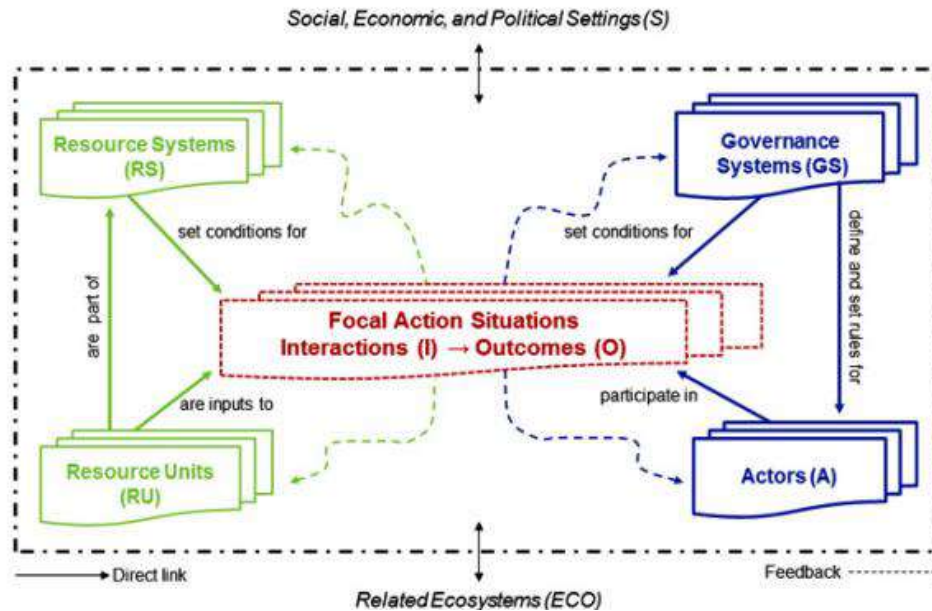 Social, Economic, and Political Settings (S)
Resource Systems
(RS)
Governance
Systems (GS)
set conditions for
set conditions for
define and set rules for
are part of
Focal Action Situations
Interactions (I) → Outcomes (O)
are inputs to
participate in
Resource Units
(RU)
Actors (A)
Direct link
Feedback
Related Ecosystems (ECO)